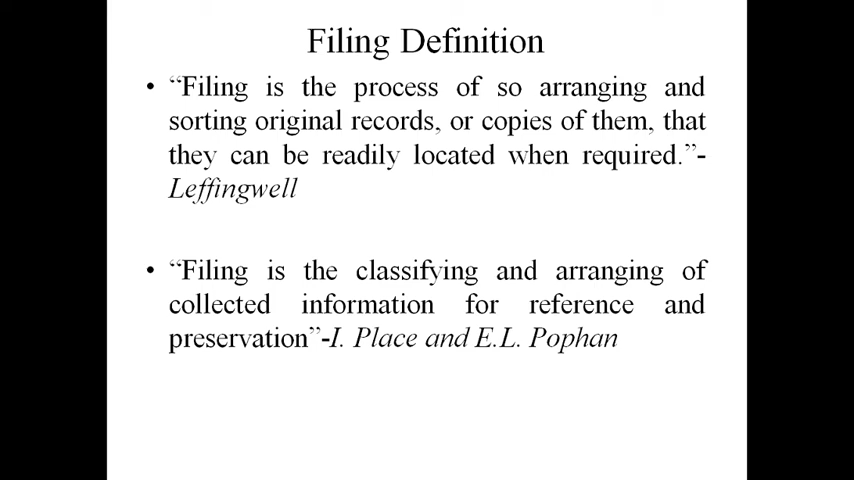 Filing Definition
• “Filing is the process of so arranging and
sorting original records, or copies of them, that
they can be readily located when required.”-
Leffingwell
• “Filing is the classifying and arranging of
collected information for reference and
preservation”-I. Place and E.L. Pophan